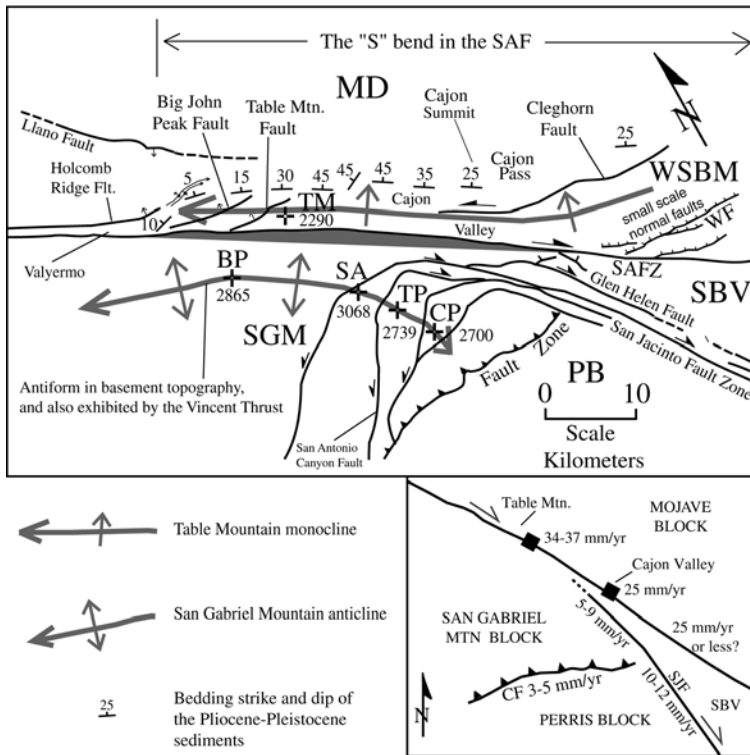 The "S" bend in the SAF
MD
Big John
Peak Fault
Table Mtn.
Fault
Cajon
Summit
Cleghorn
Fault
N
Llano Fault
Cajon
Pass
25
Holcomb
Ridge Flt.
5
15
30
45
45
45
35
25
WSBM
TM
Cajon
2290
10
Valley
small scale
normal faults
WF
Valyermo
SAFZ
SBV
BP
2865
SA
3068
TP
2739
CP
2700
Glen Helen Fault
SGM
San Jacinto Fault Zone
Fault Zone
PB
Antiform in basement topography,
and also exhibited by the Vincent Thrust
San Antonio
Canyon Fault
0 10
Scale
Kilometers
Table Mountain monocline
San Gabriel Mountain anticline
25
Bedding strike and dip of
the Pliocene-Pleistocene
sediments
Table Mtn.
MOJAVE
BLOCK
34-37 mm/yr
Cajon Valley
25 mm/yr
SAN GABRIEL
MTN BLOCK
5-9 mm/yr
25 mm/yr
or less?
CF 3-5 mm/yr
SJF
10-12 mm/yr
N
PERRIS BLOCK
SBV